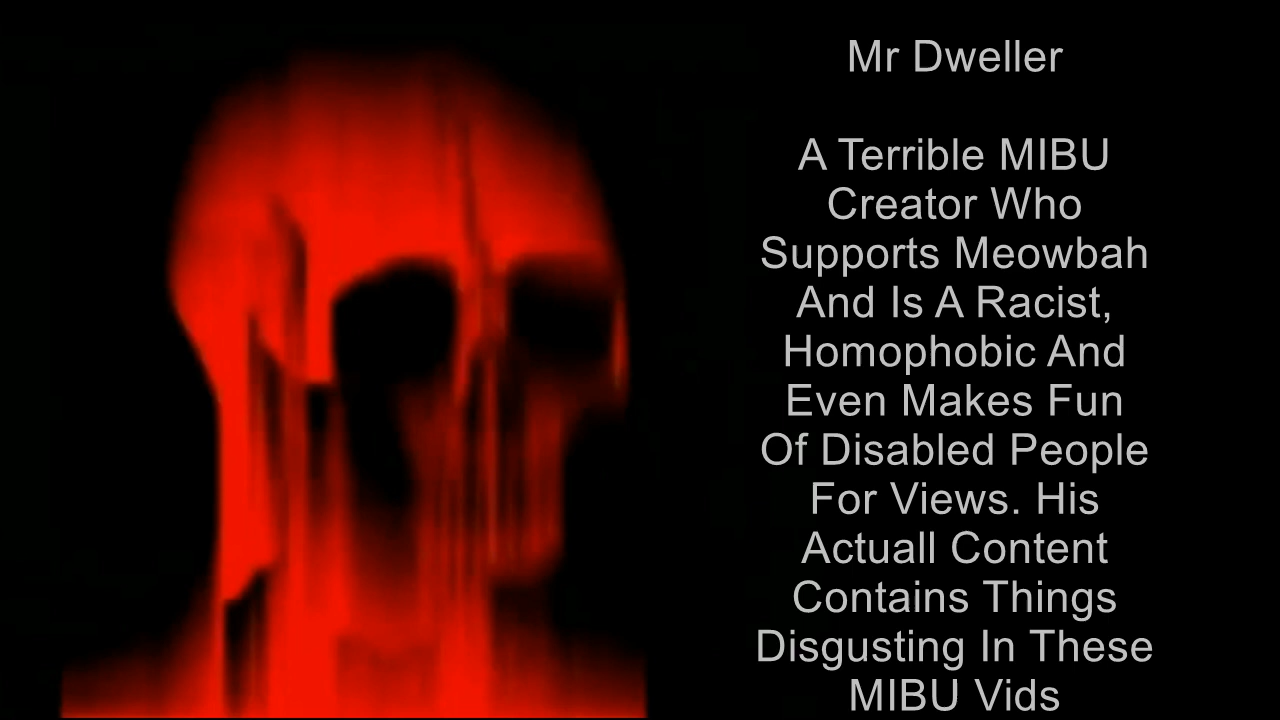 Mr Dweller
A Terrible MIBU
Creator Who
Supports Meowbah
And Is A Racist,
Homophobic And
Even Makes Fun
Of Disabled People
For Views. His
Actuall Content
Contains Things
Disgusting In These
MIBU Vids